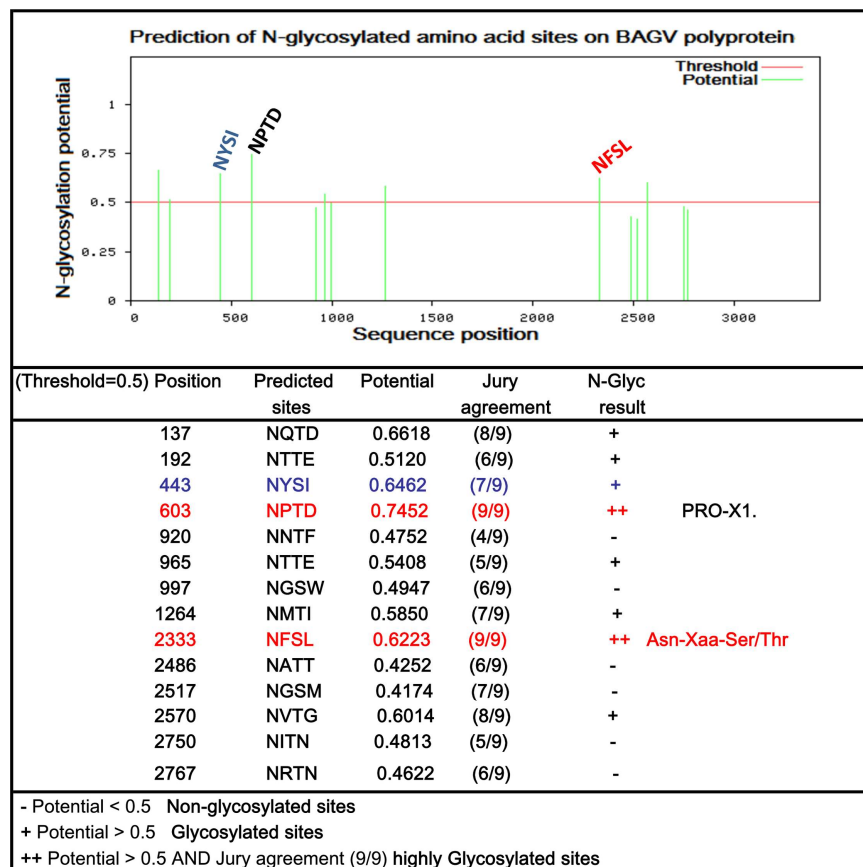 Prediction of N-glycosylated amino acid sites on BAGV polyprotein
Threshold
Potential
N-glycosylation potential
1
0.75
0.5
0.25
0
NYSI
NPTD
NFSL
0 500 1000 1500 2000 2500 3000
Sequence position
(Threshold=0.5) Position Predicted sites Potential Jury agreement N-Glyc result
137 NQTD 0.6618 (8/9) +
192 NTTE 0.5120 (6/9) +
443 NYSI 0.6462 (7/9) +
603 NPTD 0.7452 (9/9) ++ PRO-X1.
920 NNTF 0.4752 (4/9) -
965 NTTE 0.5408 (5/9) +
997 NGSW 0.4947 (6/9) -
1264 NMTI 0.5850 (7/9) +
2333 NFSL 0.6223 (9/9) ++ Asn-Xaa-Ser/Thr
2486 NATT 0.4252 (6/9) -
2517 NGSM 0.4174 (7/9) -
2570 NVTG 0.6014 (8/9) +
2750 NITN 0.4813 (5/9) -
2767 NRTN 0.4622 (6/9) -
- Potential < 0.5 Non-glycosylated sites
+ Potential > 0.5 Glycosylated sites
++ Potential > 0.5 AND Jury agreement (9/9) highly Glycosylated sites